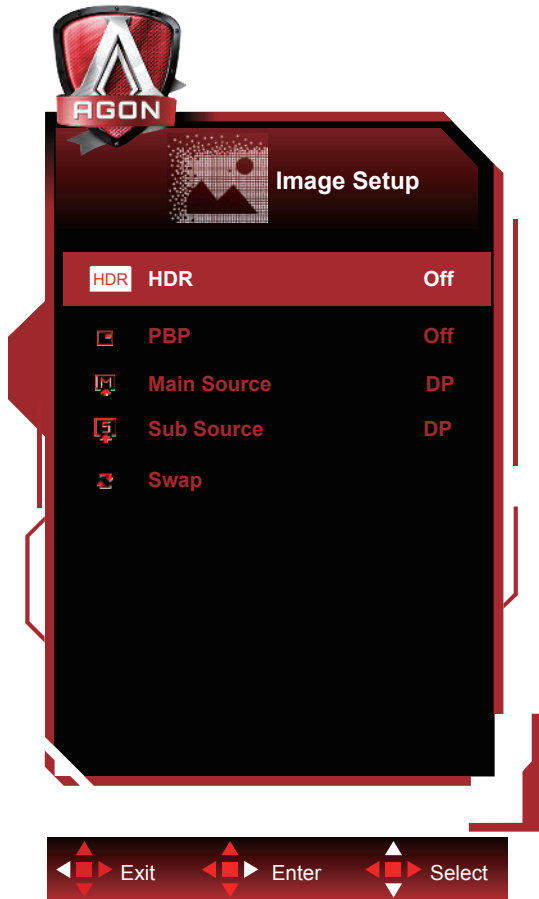 AGON
Image Setup
HDR HDR Off
PBP Off
M Main Source DP
S Sub Source DP
Swap
Exit Enter Select